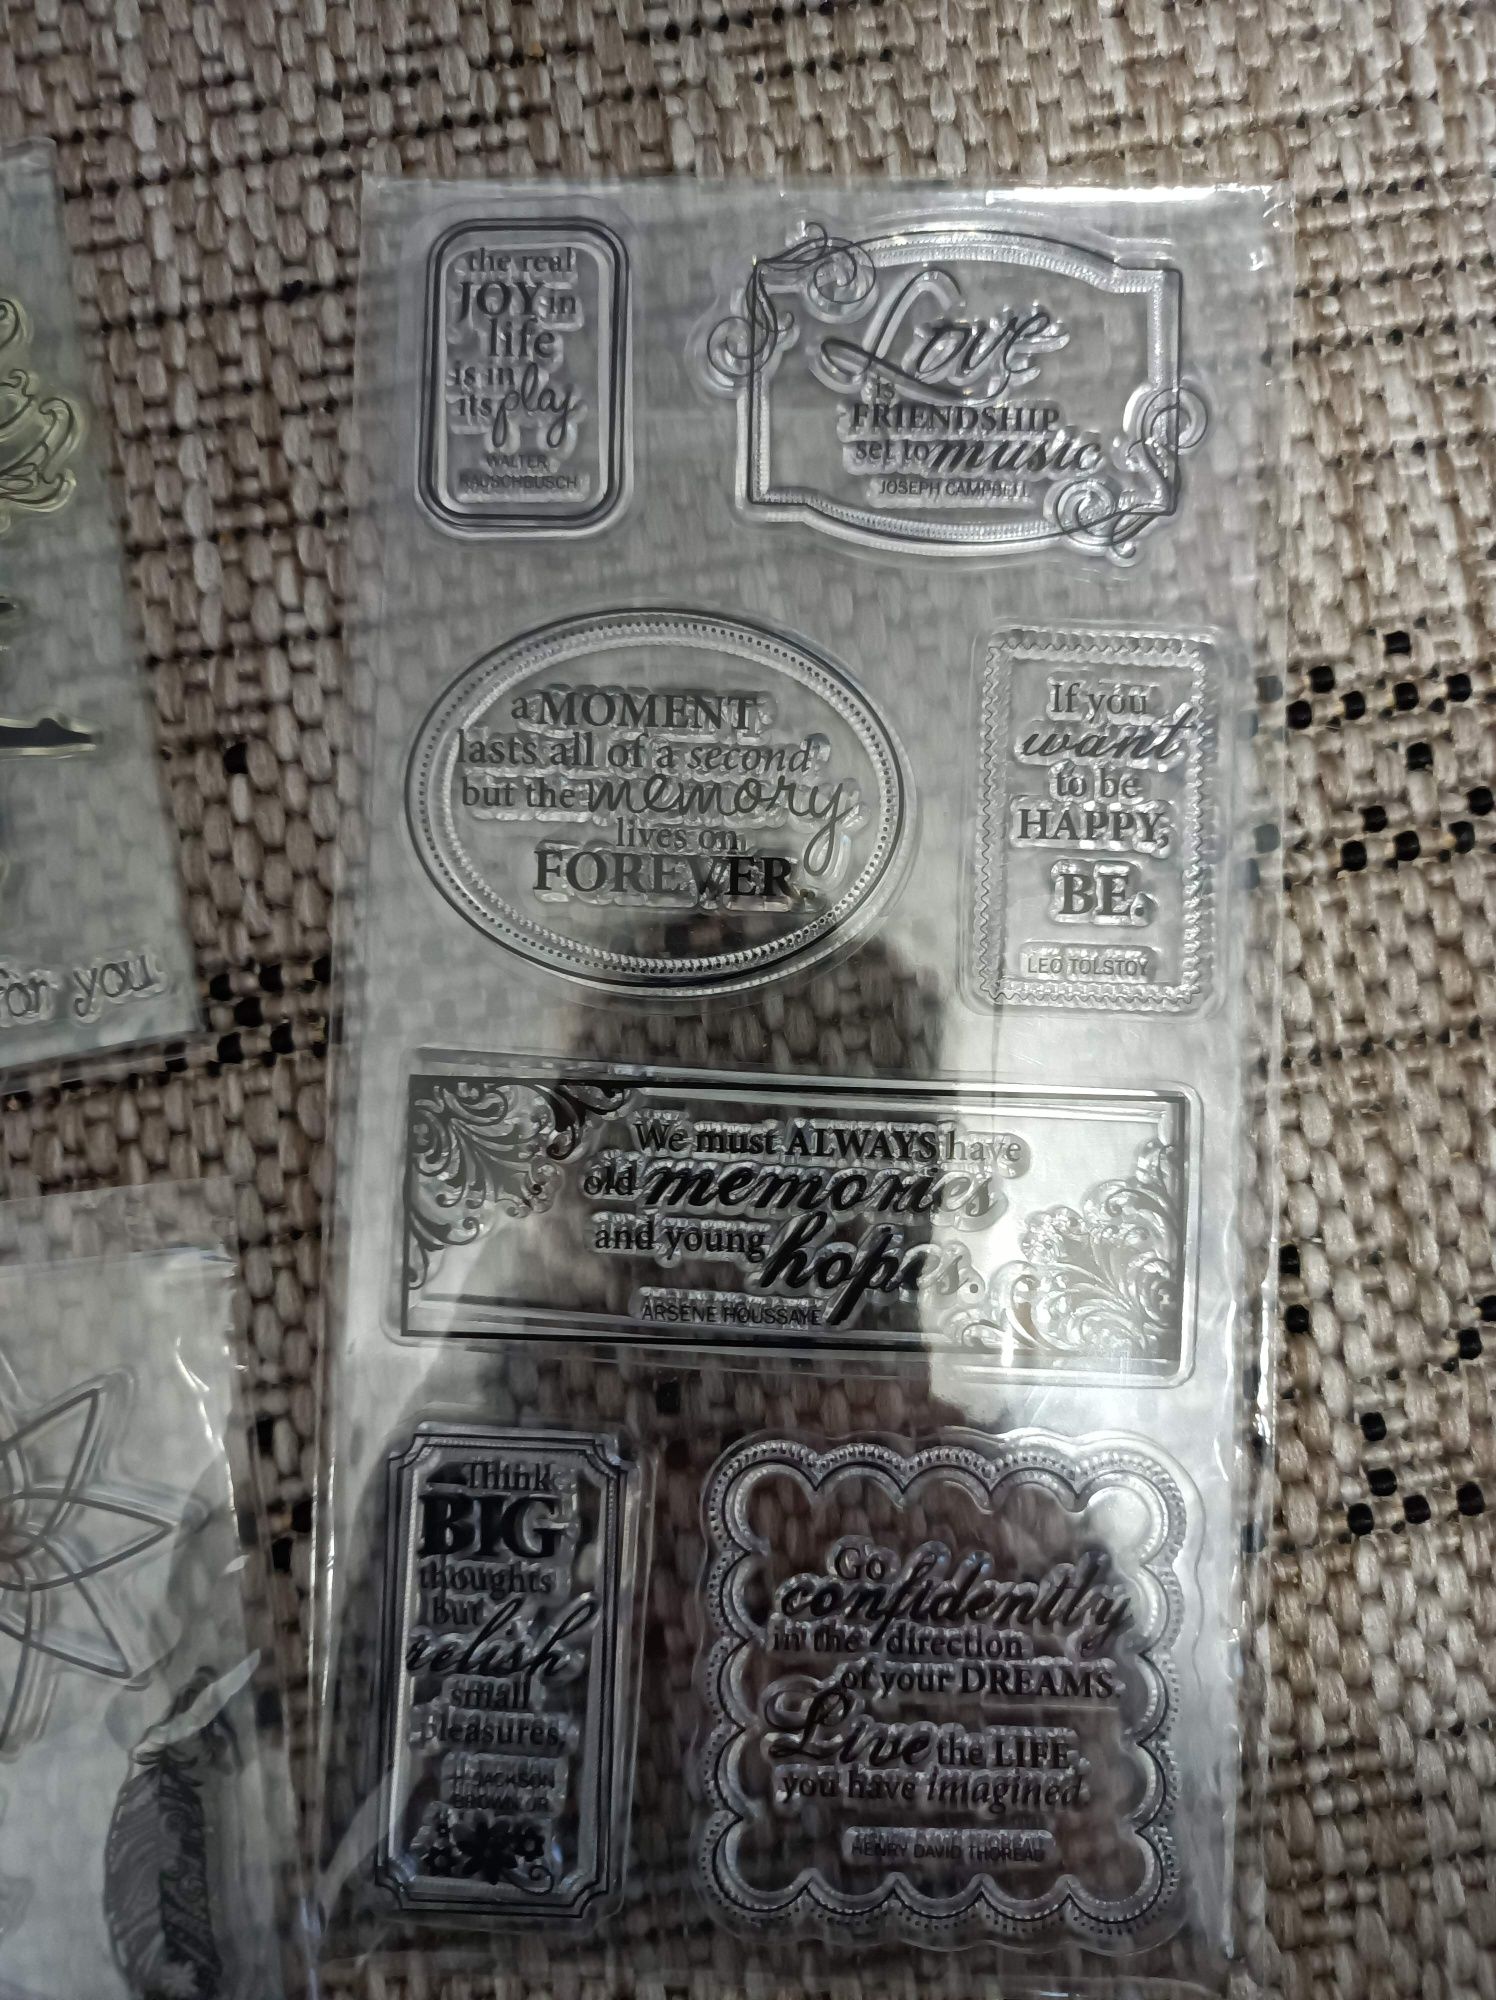 the real
JOY in
life
is in
its play
WALTER
RAUSCHBUSCH
Love
is
FRIENDSHIP
set to music
JOSEPH CAMPBELL
a MOMENT
lasts all of a second
but the memory
lives on
FOREVER.
If you
want
to be
HAPPY,
BE.
LEO TOLSTOY
for you
We must ALWAYS have
old memories
and young hopes.
ARSENE HOUSSAYE
Think
BIG
thoughts
but
relish
small
pleasures.
H. JACKSON
BROWN JR
Go
confidently
in the direction
of your DREAMS.
Live the LIFE
you have imagined.
HENRY DAVID THOREAU